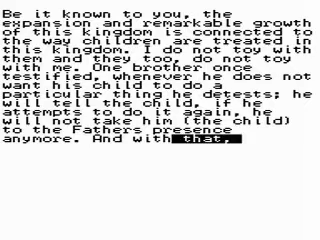 Be it known to you, the
expansion and remarkable growth
of this kingdom is connected to
the way children are treated in
this kingdom. I do not toy with
them and they too, do not toy
with me. One brother once
testified, whenever he does not
want his child to do a
particular thing he detests; he
will tell the child, if he
attempts to do it again, he
will not take him (the child)
to the Fathers presence
anymore. And with that,